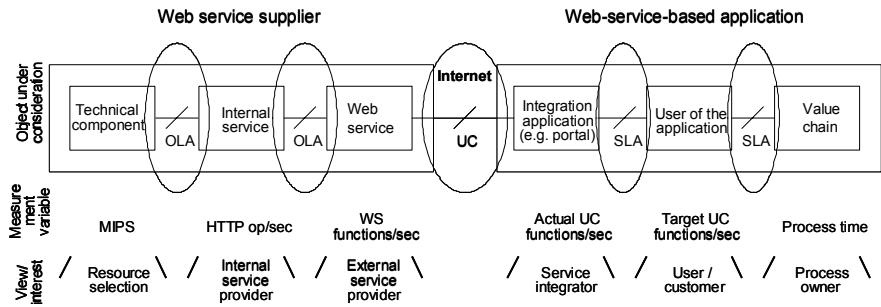 Web service supplier
Web-service-based application
Object under
consideration
Internet
Technical
component
OLA
Internal
service
OLA
Web
service
UC
Integration
application
(e.g. portal)
SLA
User of the
application
SLA
Value
chain
Measure
ment
variable
MIPS
HTTP op/sec
WS
functions/sec
Actual UC
functions/sec
Target UC
functions/sec
Process time
View/
interest
Resource
selection
Internal
service
provider
External
service
provider
Service
integrator
User /
customer
Process
owner